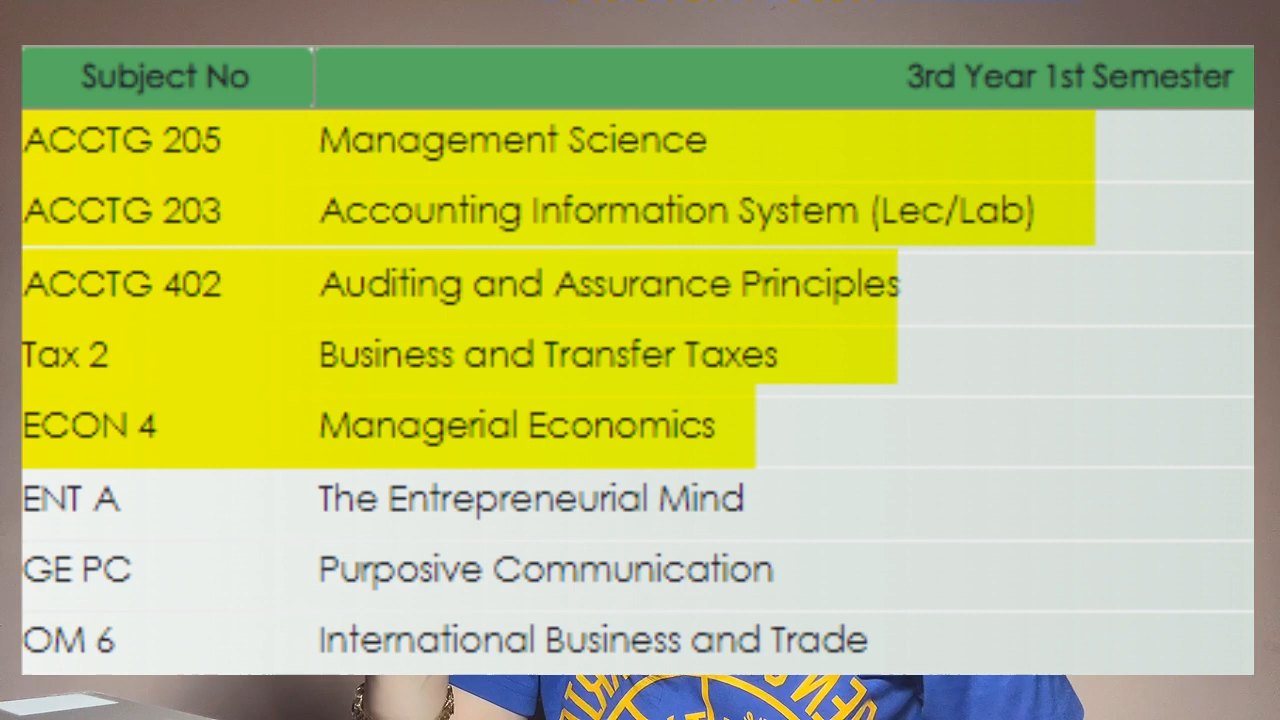 Subject No 3rd Year 1st Semester
ACCTG 205 Management Science
ACCTG 203 Accounting Information System (Lec/Lab)
ACCTG 402 Auditing and Assurance Principles
Tax 2 Business and Transfer Taxes
ECON 4 Managerial Economics
ENT A The Entrepreneurial Mind
GE PC Purposive Communication
OM 6 International Business and Trade